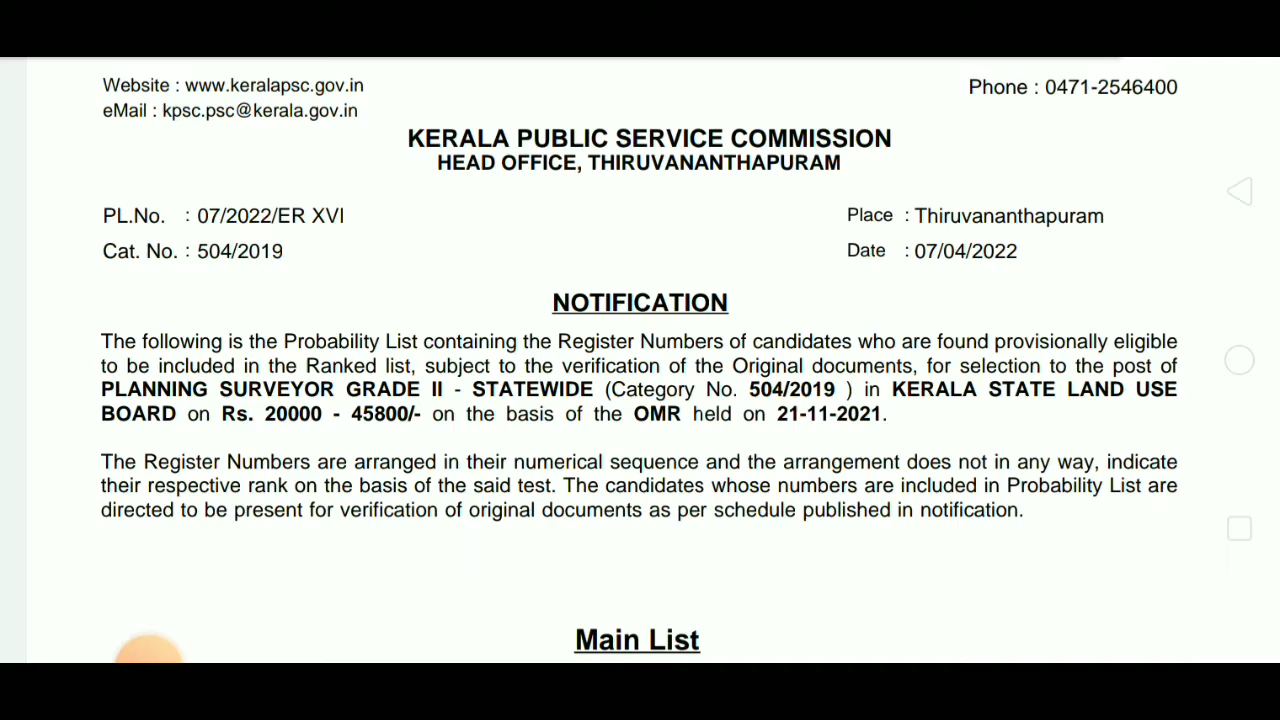 Website : www.keralapsc.gov.in
Phone : 0471-2546400
eMail : kpsc.psc@kerala.gov.in
KERALA PUBLIC SERVICE COMMISSION
HEAD OFFICE, THIRUVANANTHAPURAM
PL.No. : 07/2022/ER XVI
Place : Thiruvananthapuram
Cat. No. : 504/2019
Date : 07/04/2022
NOTIFICATION
The following is the Probability List containing the Register Numbers of candidates who are found provisionally eligible
to be included in the Ranked list, subject to the verification of the Original documents, for selection to the post of
PLANNING SURVEYOR GRADE II - STATEWIDE (Category No. 504/2019 ) in KERALA STATE LAND USE
BOARD on Rs. 20000 - 45800/- on the basis of the OMR held on 21-11-2021.
The Register Numbers are arranged in their numerical sequence and the arrangement does not in any way, indicate
their respective rank on the basis of the said test. The candidates whose numbers are included in Probability List are
directed to be present for verification of original documents as per schedule published in notification.
Main List